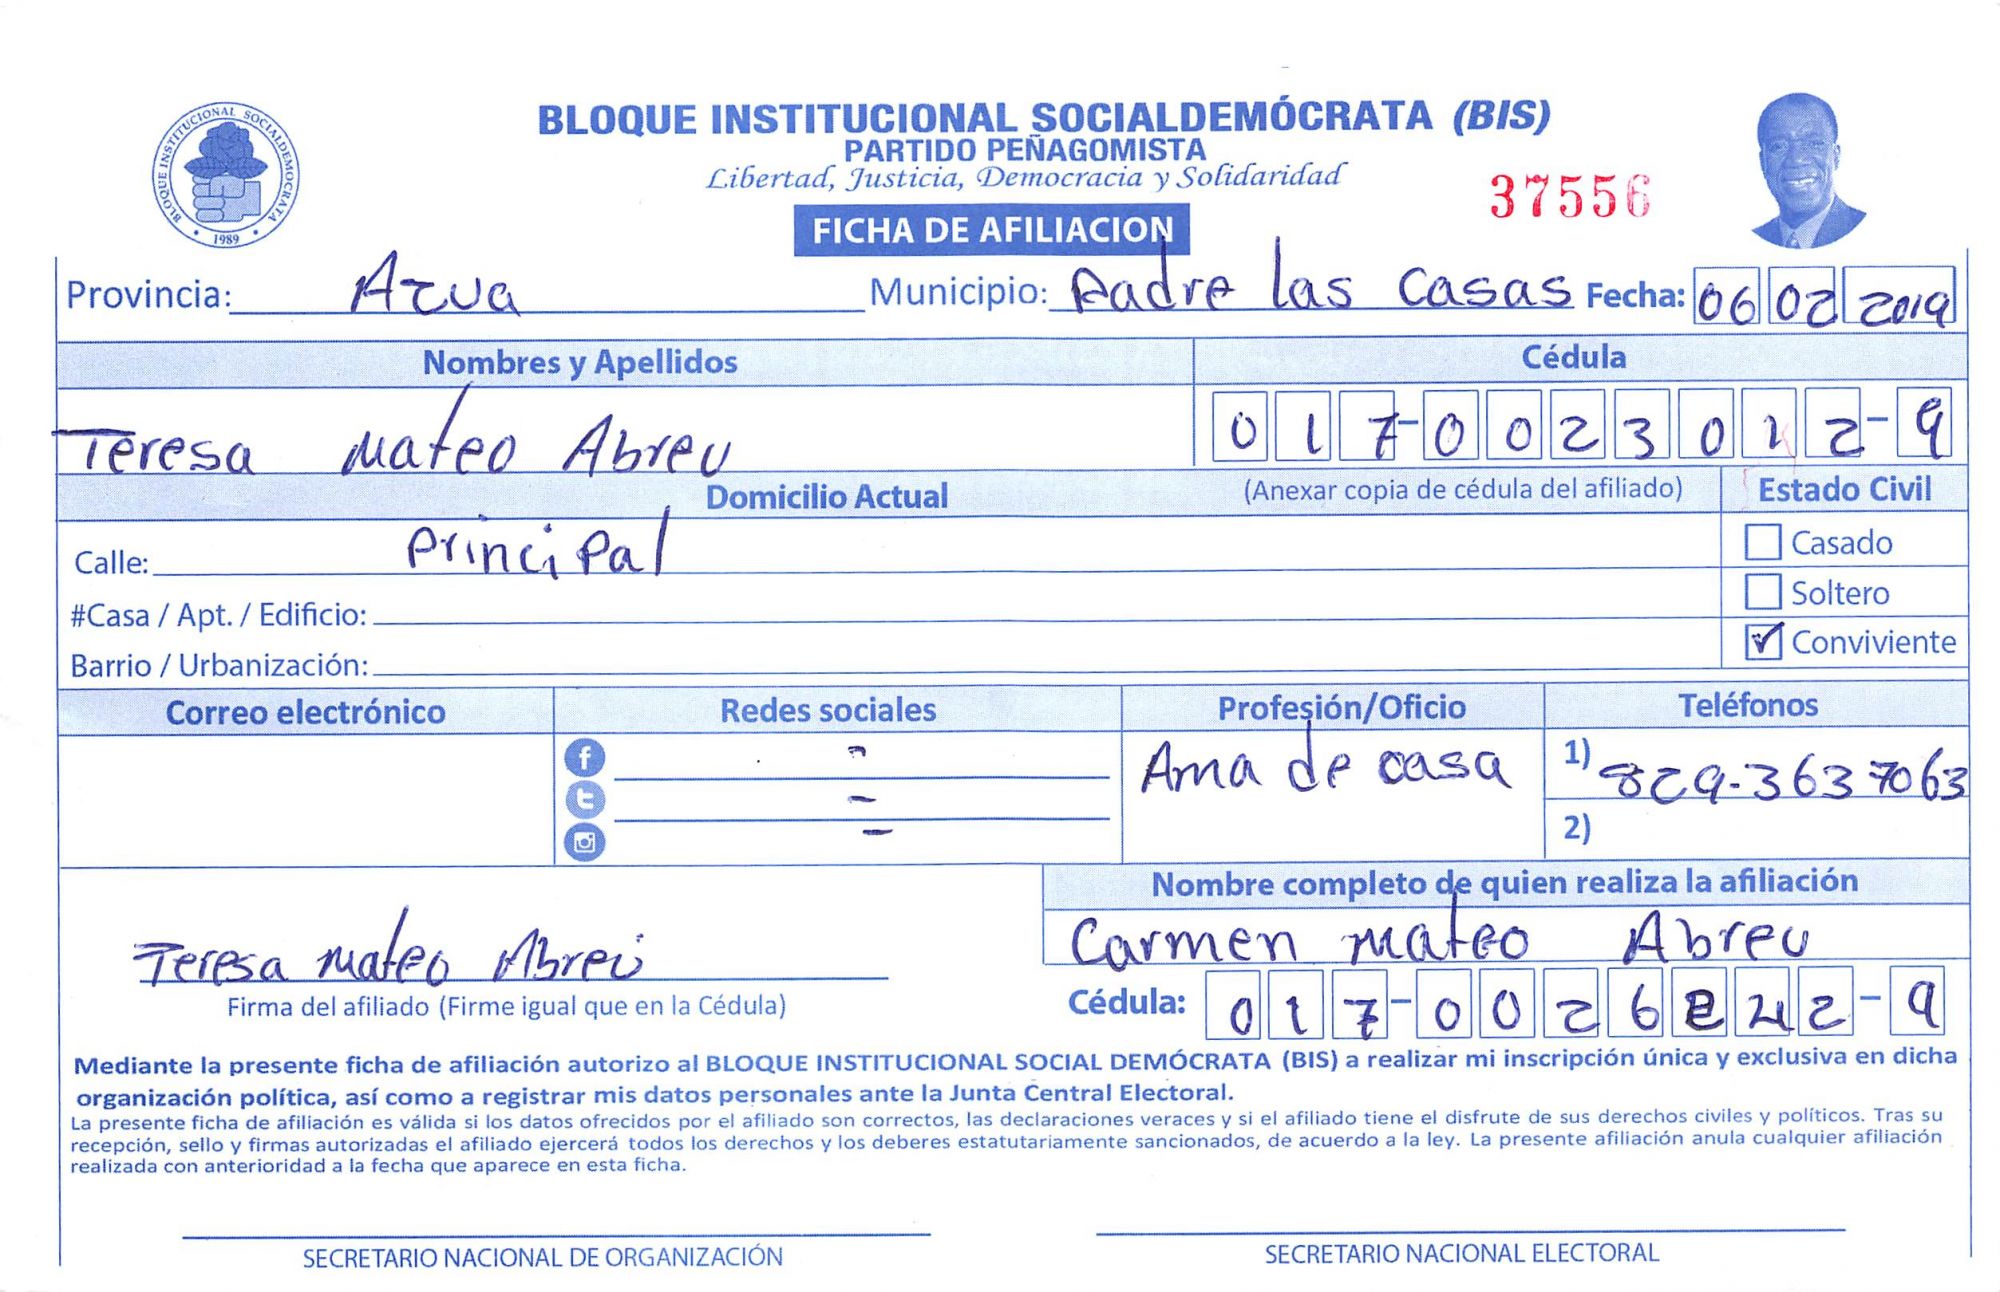 BLOQUE INSTITUCIONAL SOCIALDEMOCRATA
1989
BLOQUE INSTITUCIONAL SOCIALDEMÓCRATA (BIS)
PARTIDO PEÑAGOMISTA
Libertad, Justicia, Democracia y Solidaridad
37556
FICHA DE AFILIACION
Provincia: Azua Municipio: Padre las casas Fecha: 06 02 2019
Nombres y Apellidos Cédula
Teresa Mateo Abreu 017-0023012-9
Domicilio Actual (Anexar copia de cédula del afiliado) Estado Civil
Calle: Principal Casado
#Casa / Apt. / Edificio: Soltero
Barrio / Urbanización: ✓ Conviviente
Correo electrónico Redes sociales Profesión/Oficio Teléfonos
- Ama de casa 1) 829-3637063
-
- 2)
Nombre completo de quien realiza la afiliación
Carmen Mateo Abreu
Teresa Mateo Abreu
Firma del afiliado (Firme igual que en la Cédula) Cédula: 017-0026 2-9
Mediante la presente ficha de afiliación autorizo al BLOQUE INSTITUCIONAL SOCIAL DEMÓCRATA (BIS) a realizar mi inscripción única y exclusiva en dicha
organización política, así como a registrar mis datos personales ante la Junta Central Electoral.
La presente ficha de afiliación es válida si los datos ofrecidos por el afiliado son correctos, las declaraciones veraces y si el afiliado tiene el disfrute de sus derechos civiles y políticos. Tras su
recepción, sello y firmas autorizadas el afiliado ejercerá todos los derechos y los deberes estatutariamente sancionados, de acuerdo a la ley. La presente afiliación anula cualquier afiliación
realizada con anterioridad a la fecha que aparece en esta ficha.
SECRETARIO NACIONAL DE ORGANIZACIÓN SECRETARIO NACIONAL ELECTORAL